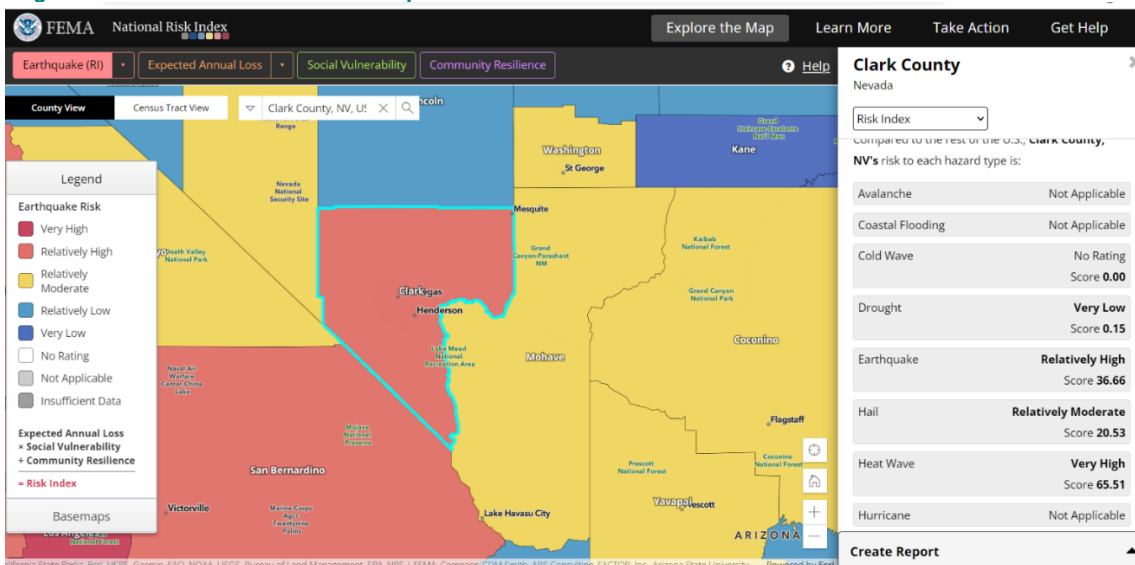 FEMA National Risk Index
Explore the Map
Learn More
Take Action
Get Help
Earthquake (RI)
Expected Annual Loss
Social Vulnerability
Community Resilience
Help
County View
Census Tract View
Clark County, NV, U
Legend
Earthquake Risk
Very High
Relatively High
Relatively
Moderate
Relatively Low
Very Low
No Rating
Not Applicable
Insufficient Data
Expected Annual Loss
× Social Vulnerability
÷ Community Resilience
= Risk Index
Basemaps
Range
Washington
St George
Kane
Nevada
National
Security Site
Mesquite
Death Valley
National Park
Grand
Canyon-Parashant
NM
Kaibab
National Forest
Grand Canyon
National Park
Clark
Henderson
Lake Mead
National
Recreation Area
Mohave
Coconino
Naval Air
Warfare
Center China
Lake
Mojave
National
Preserve
Flagstaff
San Bernardino
Prescott
National Forest
Coconino
National Forest
Victorville
Marine Corps
Twentynine
Palms
Lake Havasu City
Yavapai
ARIZONA
Clark County
Nevada
Risk Index
Compared to the rest of the U.S., Clark County,
NV's risk to each hazard type is:
Avalanche Not Applicable
Coastal Flooding Not Applicable
Cold Wave No Rating
Score 0.00
Drought Very Low
Score 0.15
Earthquake Relatively High
Score 36.66
Hail Relatively Moderate
Score 20.53
Heat Wave Very High
Score 65.51
Hurricane Not Applicable
Create Report